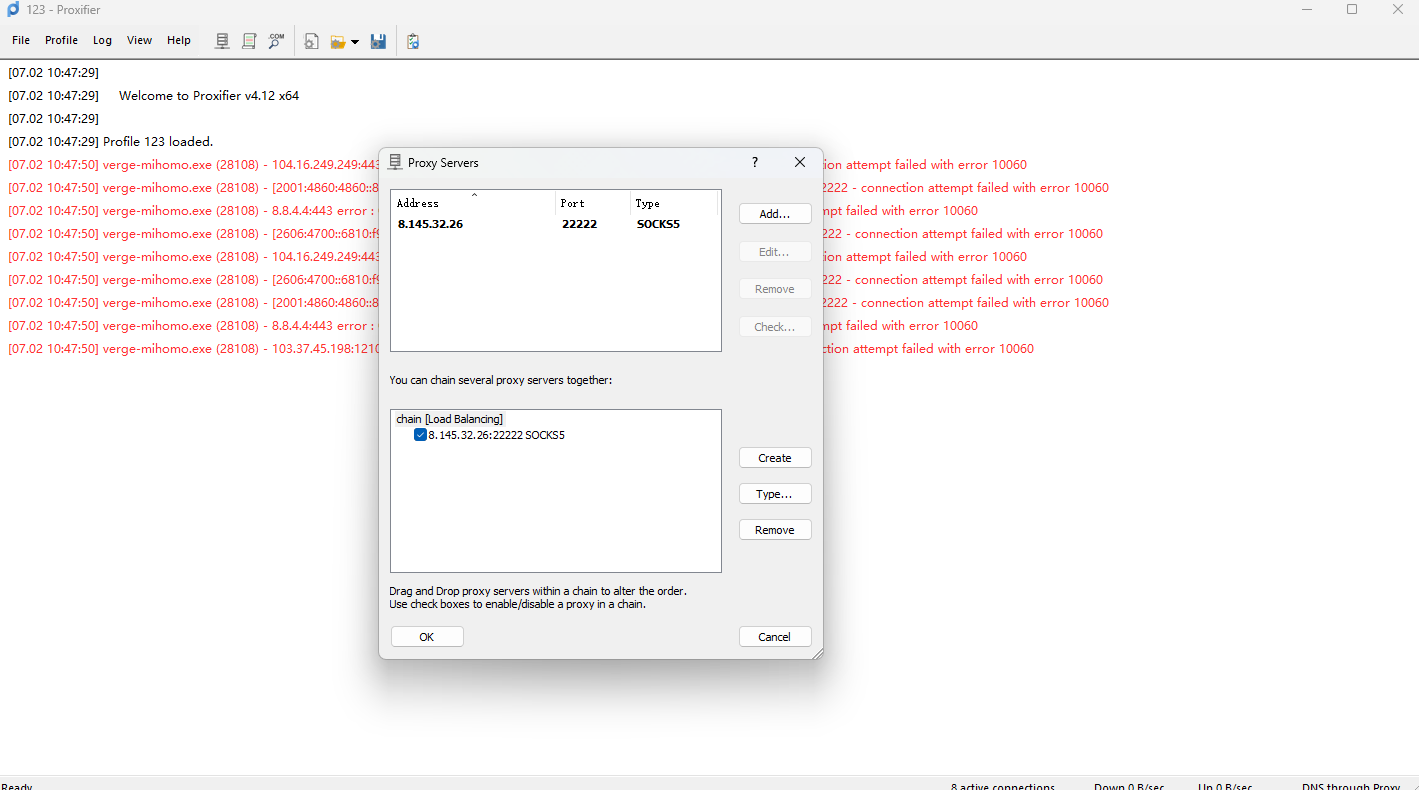 123 - Proxifier
File Profile Log View Help
[07.02 10:47:29]
[07.02 10:47:29] Welcome to Proxifier v4.12 x64
[07.02 10:47:29]
[07.02 10:47:29] Profile 123 loaded.
[07.02 10:47:50] verge-mihomo.exe (28108) - 104.16.249.249:443 ion attempt failed with error 10060
[07.02 10:47:50] verge-mihomo.exe (28108) - [2001:4860:4860::8 2222 - connection attempt failed with error 10060
[07.02 10:47:50] verge-mihomo.exe (28108) - 8.8.4.4:443 error : mpt failed with error 10060
[07.02 10:47:50] verge-mihomo.exe (28108) - [2606:4700::6810:f9 222 - connection attempt failed with error 10060
[07.02 10:47:50] verge-mihomo.exe (28108) - 104.16.249.249:443 ion attempt failed with error 10060
[07.02 10:47:50] verge-mihomo.exe (28108) - [2606:4700::6810:f9 222 - connection attempt failed with error 10060
[07.02 10:47:50] verge-mihomo.exe (28108) - [2001:4860:4860::8 2222 - connection attempt failed with error 10060
[07.02 10:47:50] verge-mihomo.exe (28108) - 8.8.4.4:443 error : mpt failed with error 10060
[07.02 10:47:50] verge-mihomo.exe (28108) - 103.37.45.198:1210 ction attempt failed with error 10060
Proxy Servers
?
Address Port Type
8.145.32.26 22222 SOCKS5
Add...
Edit...
Remove
Check...
You can chain several proxy servers together:
chain [Load Balancing]
8.145.32.26:22222 SOCKS5
Create
Type...
Remove
Drag and Drop proxy servers within a chain to alter the order.
Use check boxes to enable/disable a proxy in a chain.
OK Cancel
Ready 8 active connections Down 0 B/sec Up 0 B/sec DNS through Proxy